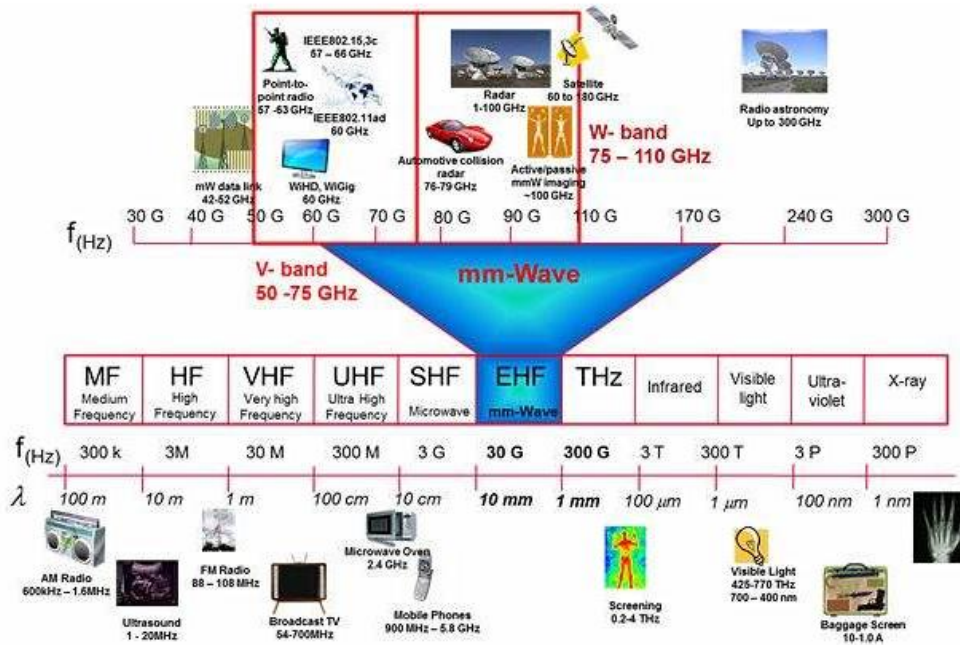 IEEE802.15,3c
57 – 66 GHz
Point-to-
point radio
57 -63 GHz
IEEE802.11ad
60 GHz
mW data link
42-52 GHz
WiHD, WiGig
60 GHz
Radar
1-100 GHz
Satellite
60 to 180 GHz
Automotive collision
radar
76-79 GHz
Active/passive
mmW imaging
~100 GHz
W- band
75 – 110 GHz
Radio astronomy
Up to 300 GHz
f(Hz)
30 G 40 G 50 G 60 G 70 G 80 G 90 G 110 G 170 G 240 G 300 G
V- band
50 -75 GHz
mm-Wave
MF HF VHF UHF SHF EHF THz Infrared Visible Ultra- X-ray
Medium High Very high Ultra High Microwave mm-Wave light violet
Frequency Frequency Frequency Frequency
f(Hz) 300 k 3M 30 M 300 M 3 G 30 G 300 G 3 T 300 T 3 P 300 P
λ 100 m 10 m 1 m 100 cm 10 cm 10 mm 1 mm 100 μm 1 μm 100 nm 1 nm
AM Radio
600kHz – 1.6MHz
Ultrasound
1 - 20MHz
FM Radio
88 – 108 MHz
Broadcast TV
54-700MHz
Microwave Oven
2.4 GHz
Mobile Phones
900 MHz – 5.8 GHz
Screening
0.2-4 THz
Visible Light
425-770 THz
700 – 400 nm
Baggage Screen
10-1.0 A